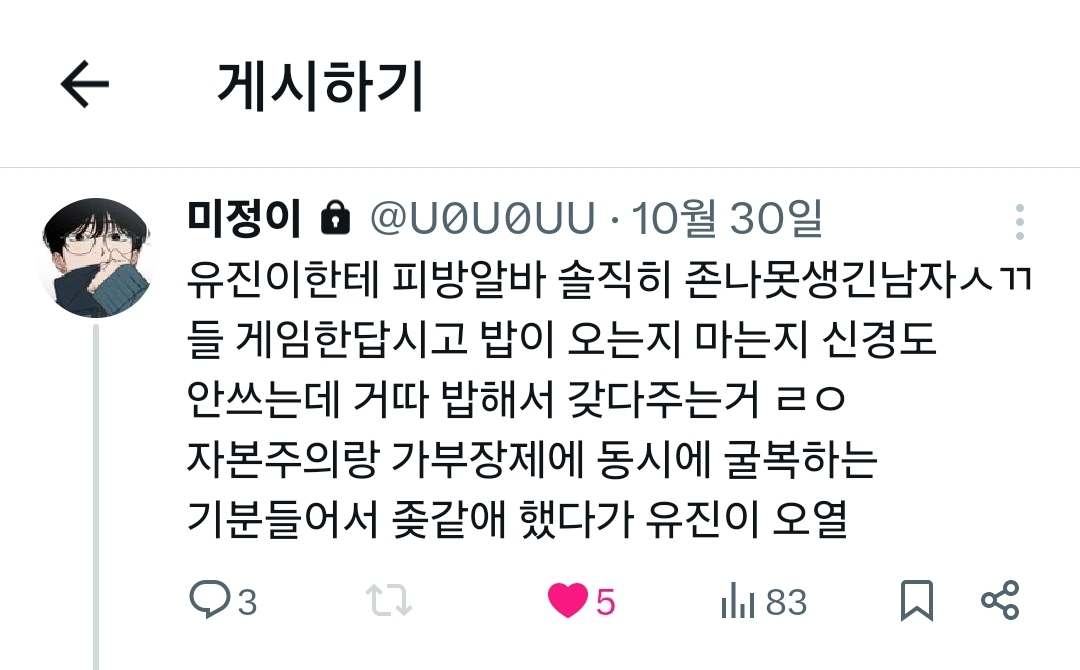 게시하기
미정이 @U0U0UU · 10월 30일
유진이한테 피방알바 솔직히 존나못생긴남자ㅅㄲ
들 게임한답시고 밥이 오는지 마는지 신경도
안쓰는데 거따 밥해서 갖다주는거 ㄹㅇ
자본주의랑 가부장제에 동시에 굴복하는
기분들어서 좆같애 했다가 유진이 오열
3 5 83